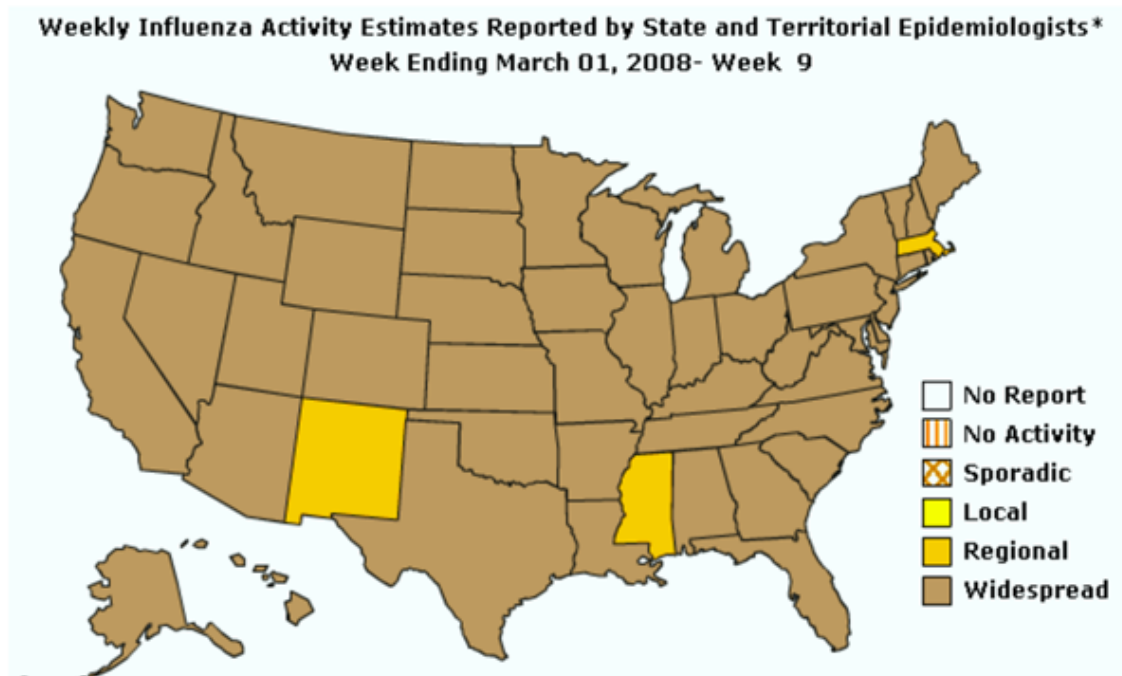 Weekly Influenza Activity Estimates Reported by State and Territorial Epidemiologists*
Week Ending March 01, 2008- Week 9
No Report
No Activity
Sporadic
Local
Regional
Widespread